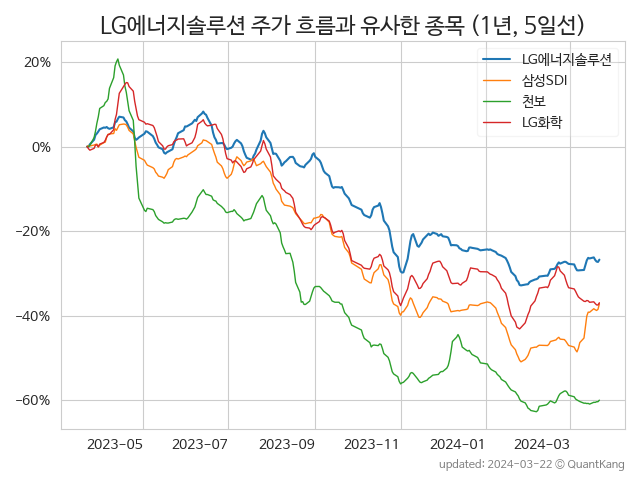 LG에너지솔루션 주가 흐름과 유사한 종목 (1년, 5일선)
LG에너지솔루션
삼성SDI
천보
LG화학
20%
0%
−20%
−40%
−60%
2023-05
2023-07
2023-09
2023-11
2024-01
2024-03
updated: 2024-03-22 © QuantKang